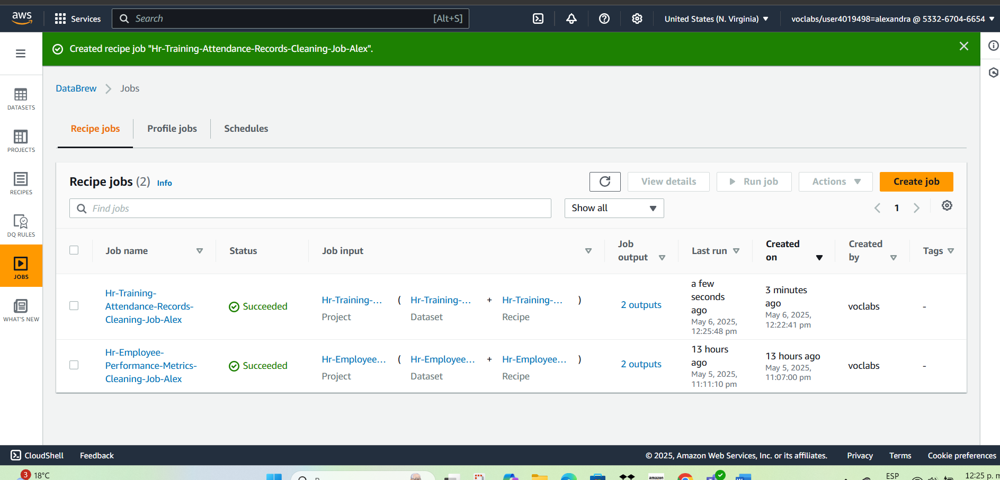 aws
Services
Search
[Alt+S]
United States (N. Virginia)
voclabs/user4019498=alexandra @ 5332-6704-6654
Created recipe job "Hr-Training-Attendance-Records-Cleaning-Job-Alex".
DATASETS
PROJECTS
RECIPES
DQ RULES
JOBS
WHAT'S NEW
DataBrew
Jobs
Recipe jobs
Profile jobs
Schedules
Recipe jobs (2) Info
View details
Run job
Actions
Create job
Find jobs
Show all
1
Job name
Status
Job input
Job
output
Last run
Created
on
Created
by
Tags
Hr-Training-
Attendance-Records-
Cleaning-Job-Alex
Succeeded
Hr-Training-... ( Hr-Training-... + Hr-Training-... )
Project Dataset Recipe
2 outputs
a few
seconds
ago
May 6, 2025,
12:25:48 pm
3 minutes
ago
May 6, 2025,
12:22:41 pm
voclabs
-
Hr-Employee-
Performance-Metrics-
Cleaning-Job-Alex
Succeeded
Hr-Employee... ( Hr-Employee... + Hr-Employee... )
Project Dataset Recipe
2 outputs
13 hours
ago
May 5, 2025,
11:11:10 pm
13 hours ago
May 5, 2025,
11:07:00 pm
voclabs
-
CloudShell
Feedback
© 2025, Amazon Web Services, Inc. or its affiliates.
Privacy
Terms
Cookie preferences
3
18°C
amazon
ESP
12:25 p.